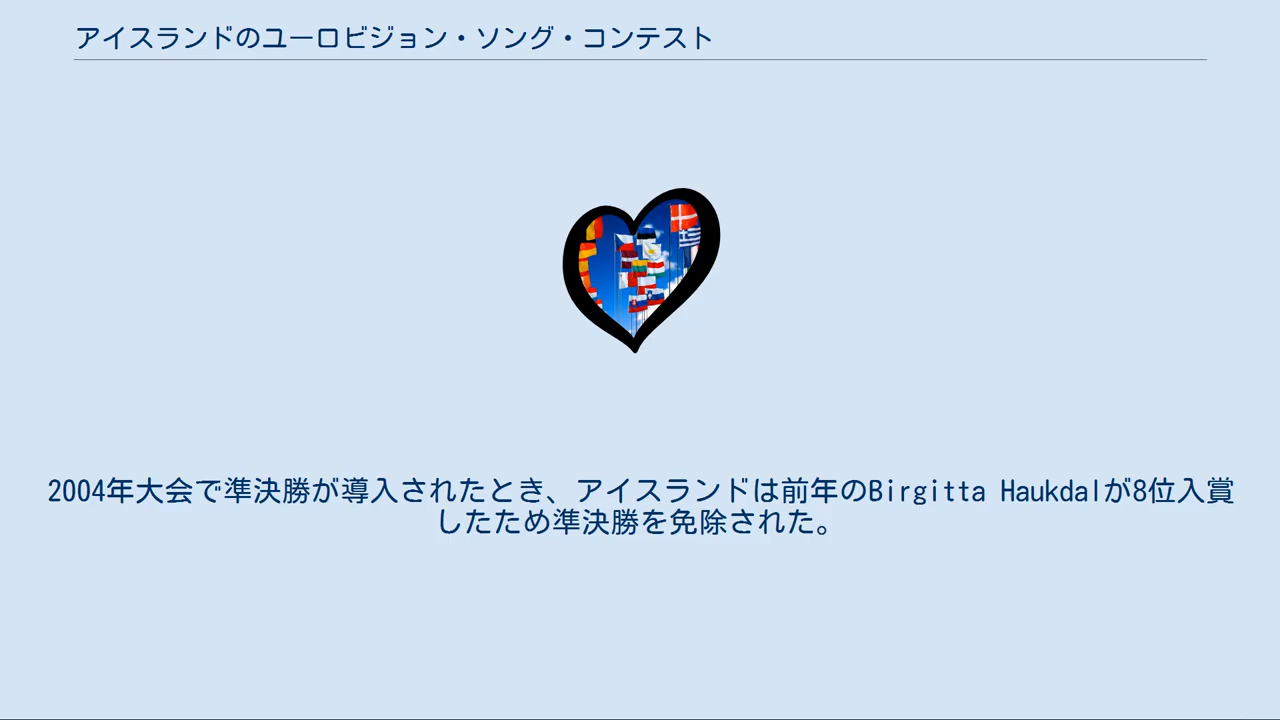 アイスランドのユーロビジョン・ソング・コンテスト
2004年大会で準決勝が導入されたとき、アイスランドは前年のBirgitta Haukdalが8位入賞
したため準決勝を免除された。